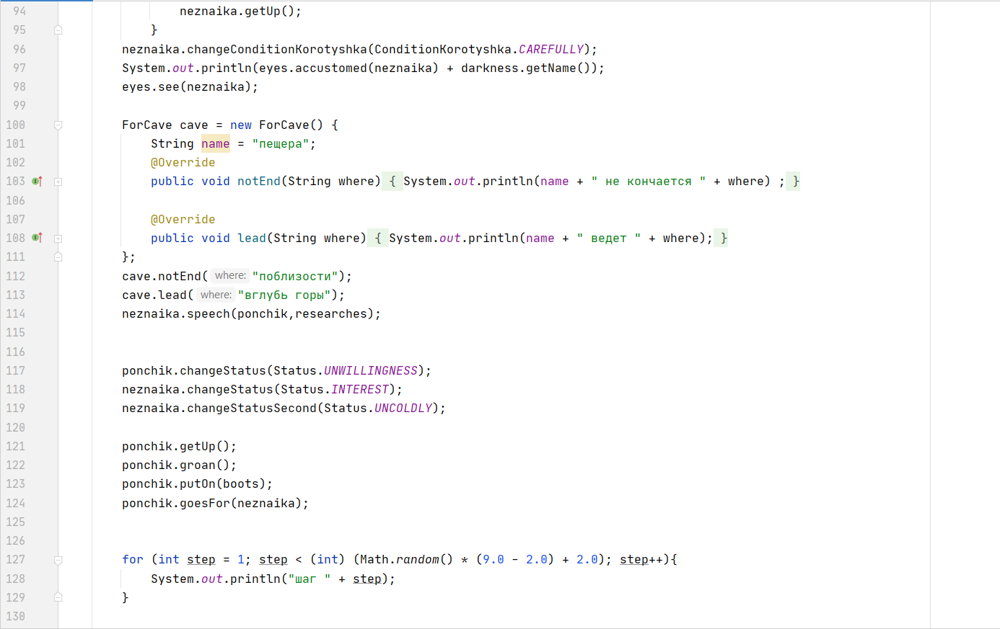 94 neznaika.getUp();
95 }
96 neznaika.changeConditionKorotyshka(ConditionKorotyshka.CAREFULLY);
97 System.out.println(eyes.accustomed(neznaika) + darkness.getName());
98 eyes.see(neznaika);
99
100 ForCave cave = new ForCave() {
101 String name = "пещера";
102 @Override
103 public void notEnd(String where) { System.out.println(name + " не кончается " + where) ; }
106
107 @Override
108 public void lead(String where) { System.out.println(name + " ведет " + where); }
111 };
112 cave.notEnd( where: "поблизости");
113 cave.lead( where: "вглубь горы");
114 neznaika.speech(ponchik,researches);
115
116
117 ponchik.changeStatus(Status.UNWILLINGNESS);
118 neznaika.changeStatus(Status.INTEREST);
119 neznaika.changeStatusSecond(Status.UNCOLDLY);
120
121 ponchik.getUp();
122 ponchik.groan();
123 ponchik.putOn(boots);
124 ponchik.goesFor(neznaika);
125
126
127 for (int step = 1; step < (int) (Math.random() * (9.0 - 2.0) + 2.0); step++){
128 System.out.println("шаг " + step);
129 }
130